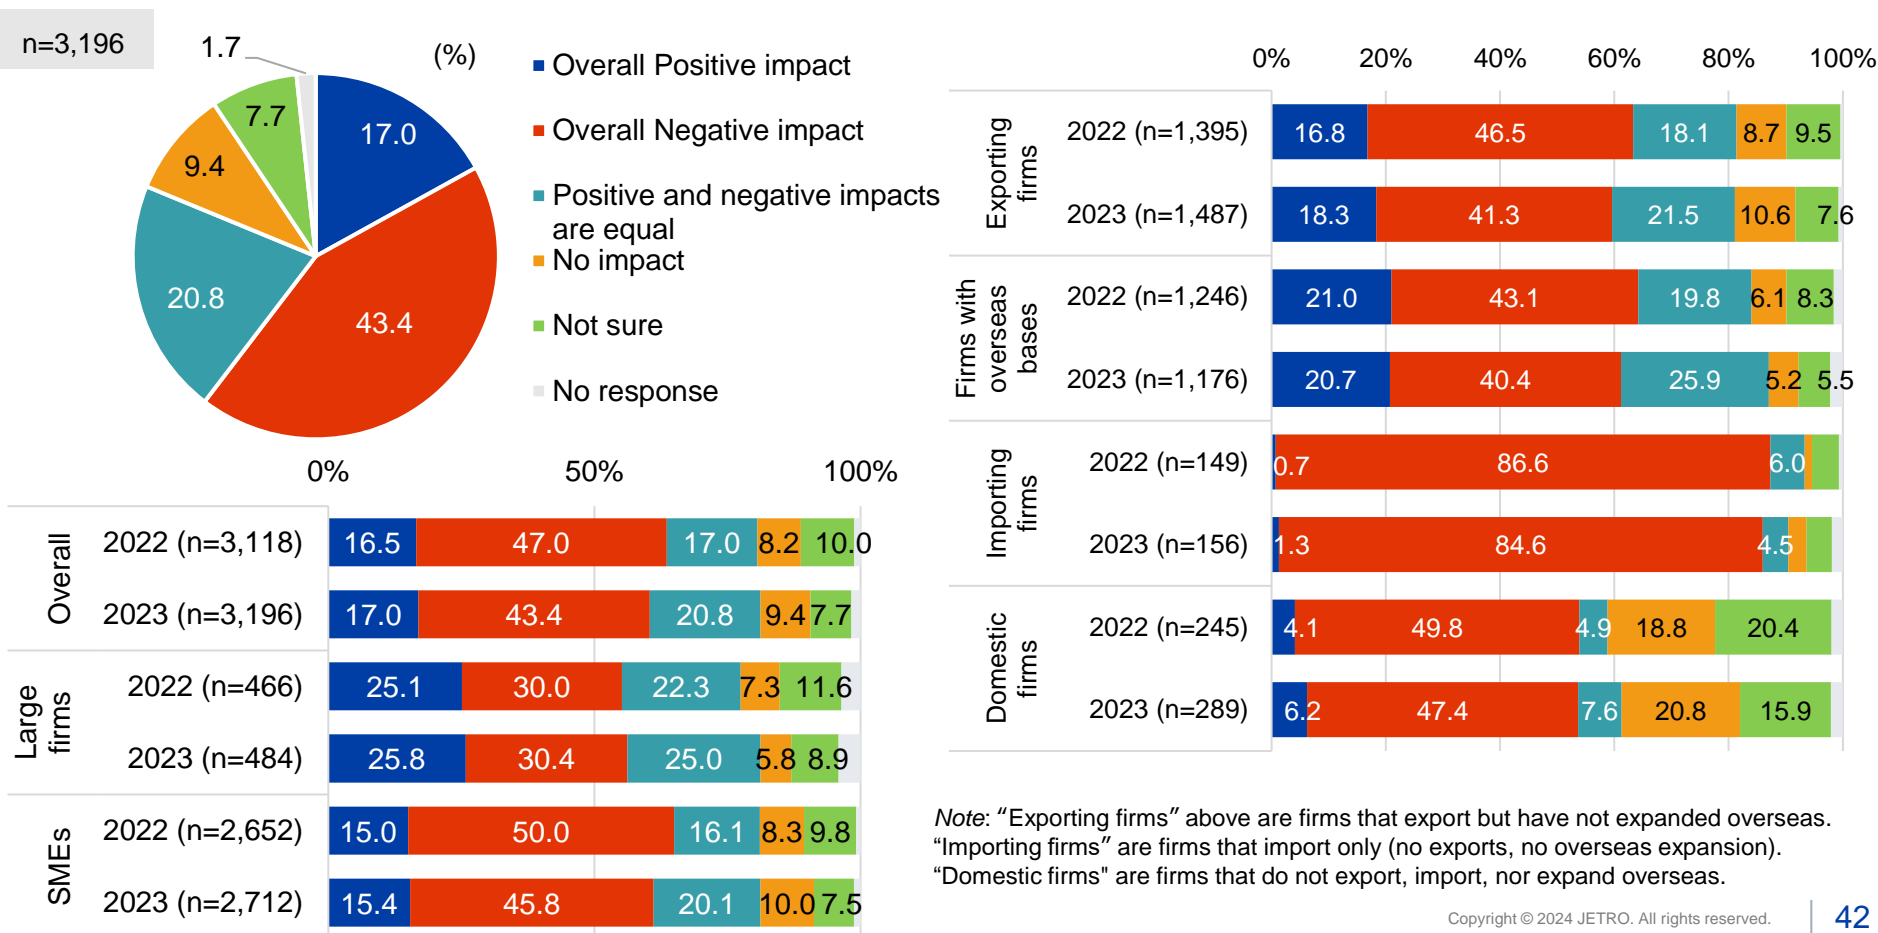 n=3,196
1.7
(%)
17.0
43.4
20.8
9.4
7.7
Overall Positive impact
Overall Negative impact
Positive and negative impacts
are equal
No impact
Not sure
No response
0% 50% 100%
Overall
2022 (n=3,118) 16.5 47.0 17.0 8.2 10.0
2023 (n=3,196) 17.0 43.4 20.8 9.4 7.7
Large
firms
2022 (n=466) 25.1 30.0 22.3 7.3 11.6
2023 (n=484) 25.8 30.4 25.0 5.8 8.9
SMEs
2022 (n=2,652) 15.0 50.0 16.1 8.3 9.8
2023 (n=2,712) 15.4 45.8 20.1 10.0 7.5
0% 20% 40% 60% 80% 100%
Exporting
firms
2022 (n=1,395) 16.8 46.5 18.1 8.7 9.5
2023 (n=1,487) 18.3 41.3 21.5 10.6 7.6
Firms with
overseas
bases
2022 (n=1,246) 21.0 43.1 19.8 6.1 8.3
2023 (n=1,176) 20.7 40.4 25.9 5.2 5.5
Importing
firms
2022 (n=149) 0.7 86.6 6.0
2023 (n=156) 1.3 84.6 4.5
Domestic
firms
2022 (n=245) 4.1 49.8 4.9 18.8 20.4
2023 (n=289) 6.2 47.4 7.6 20.8 15.9
Note: “Exporting firms” above are firms that export but have not expanded overseas.
“Importing firms” are firms that import only (no exports, no overseas expansion).
“Domestic firms" are firms that do not export, import, nor expand overseas.
Copyright © 2024 JETRO. All rights reserved.
42